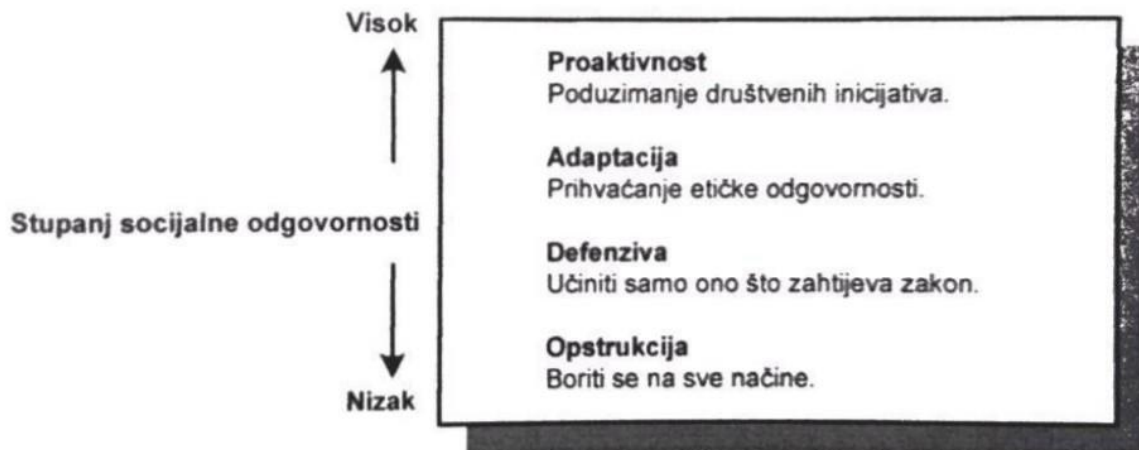 Visok
Proaktivnost
Poduzimanje društvenih inicijativa.
Adaptacija
Prihvaćanje etičke odgovornosti.
Stupanj socijalne odgovornosti
Defenziva
Učiniti samo ono što zahtijeva zakon.
Opstrukcija
Boriti se na sve načine.
Nizak